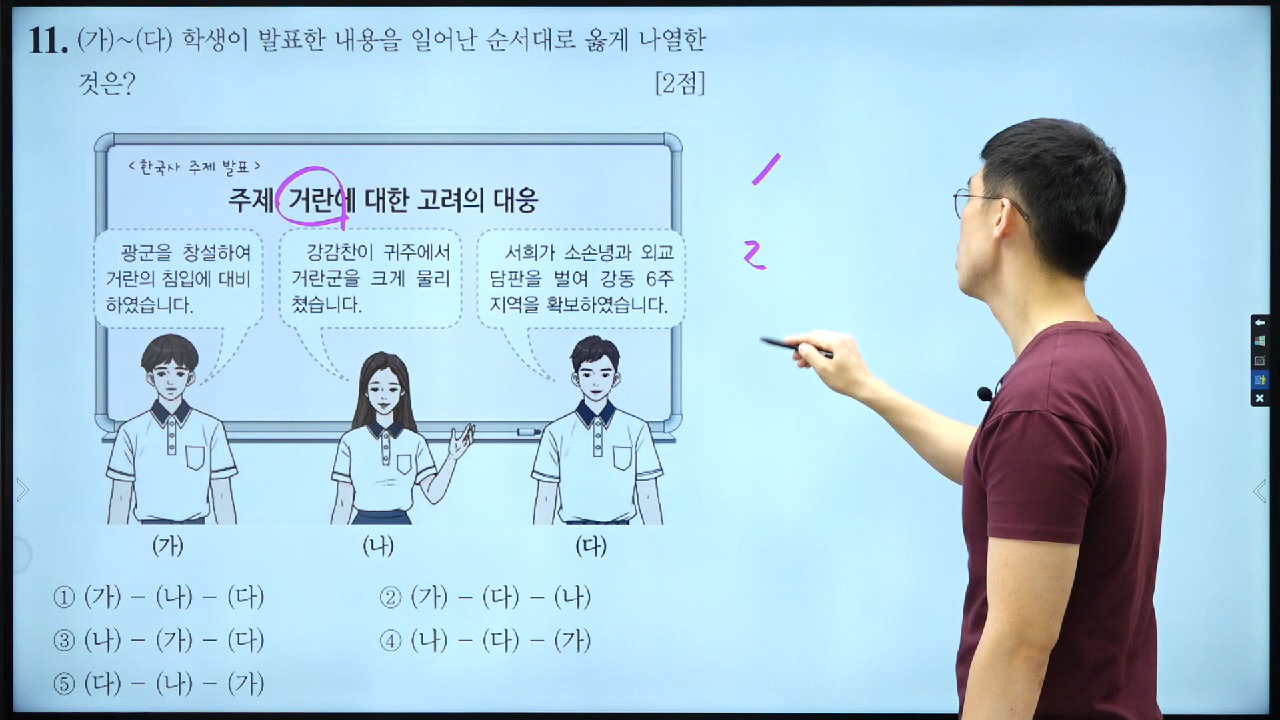 11. (가)~(다) 학생이 발표한 내용을 일어난 순서대로 옳게 나열한
것은? [2점]
<한국사 주제 발표>
주제 거란에 대한 고려의 대응
광군을 창설하여
거란의 침입에 대비
하였습니다.
강감찬이 귀주에서
거란군을 크게 물리
쳤습니다.
서희가 소손녕과 외교
담판을 벌여 강동 6주
지역을 확보하였습니다.
(가) (나) (다)
① (가) - (나) - (다) ② (가) - (다) - (나)
③ (나) - (가) - (다) ④ (나) - (다) - (가)
⑤ (다) - (나) - (가)
1
2